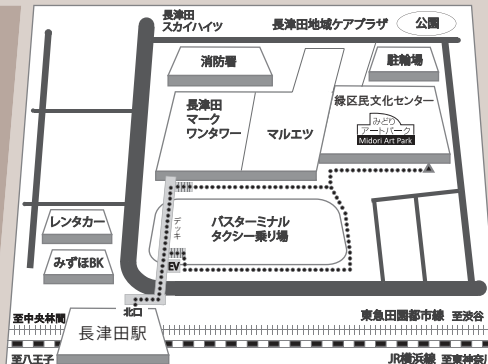 長津田
スカイハイツ
長津田地域ケアプラザ
公園
消防署
駐輪場
長津田
マーク
ワンタワー
マルエツ
緑区民文化センター
みどり
アートパーク
Midori Art Park
デッキ
バスターミナル
タクシー乗り場
レンタカー
みずほBK
EV
北口
至中央林間
長津田駅
東急田園都市線 至渋谷
至八王子
JR横浜線 至東神奈川